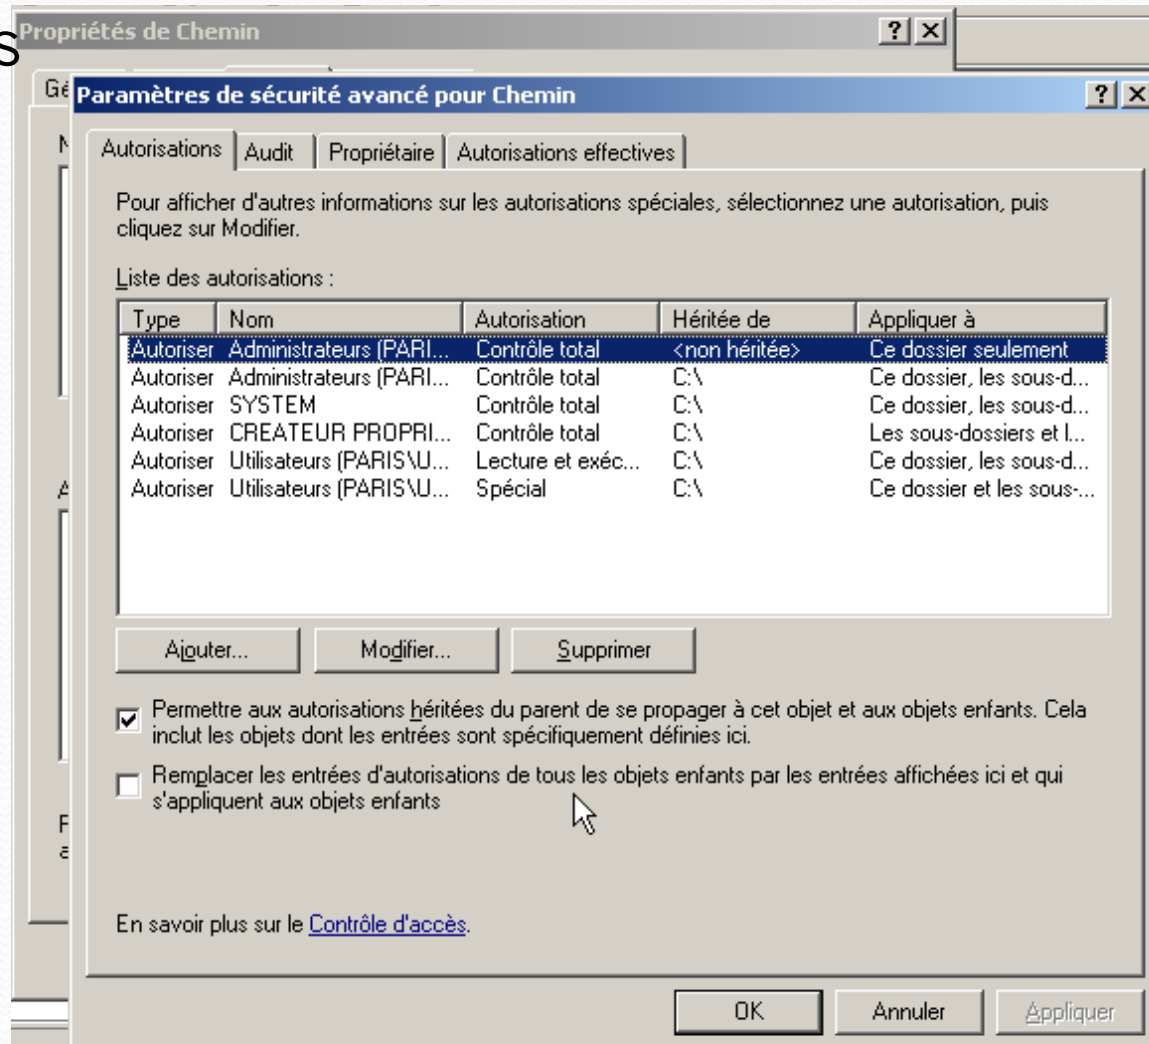 s
Propriétés de Chemin
Gé
Paramètres de sécurité avancé pour Chemin
Autorisations Audit Propriétaire Autorisations effectives
Pour afficher d'autres informations sur les autorisations spéciales, sélectionnez une autorisation, puis
cliquez sur Modifier.
Liste des autorisations :
Type Nom Autorisation Héritée de Appliquer à
Autoriser Administrateurs (PARI... Contrôle total <non héritée> Ce dossier seulement
Autoriser Administrateurs (PARI... Contrôle total C:\ Ce dossier, les sous-d...
Autoriser SYSTEM Contrôle total C:\ Ce dossier, les sous-d...
Autoriser CREATEUR PROPRI... Contrôle total C:\ Les sous-dossiers et l...
Autoriser Utilisateurs (PARIS\U... Lecture et exéc... C:\ Ce dossier, les sous-d...
Autoriser Utilisateurs (PARIS\U... Spécial C:\ Ce dossier et les sous-...
Ajouter... Modifier... Supprimer
Permettre aux autorisations héritées du parent de se propager à cet objet et aux objets enfants. Cela
inclut les objets dont les entrées sont spécifiquement définies ici.
Remplacer les entrées d'autorisations de tous les objets enfants par les entrées affichées ici et qui
s'appliquent aux objets enfants
En savoir plus sur le Contrôle d'accès.
OK Annuler Appliquer